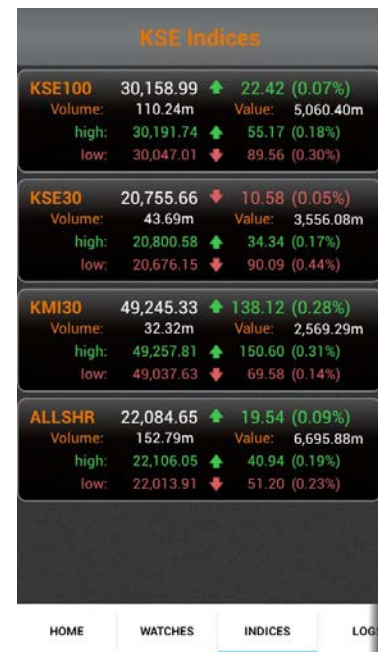 KSE Indices
KSE100 30,158.99 22.42 (0.07%)
Volume: 110.24m Value: 5,060.40m
high: 30,191.74 55.17 (0.18%)
low: 30,047.01 89.56 (0.30%)
KSE30 20,755.66 10.58 (0.05%)
Volume: 43.69m Value: 3,556.08m
high: 20,800.58 34.34 (0.17%)
low: 20,676.15 90.09 (0.44%)
KMI30 49,245.33 138.12 (0.28%)
Volume: 32.32m Value: 2,569.29m
high: 49,257.81 150.60 (0.31%)
low: 49,037.63 69.58 (0.14%)
ALLSHR 22,084.65 19.54 (0.09%)
Volume: 152.79m Value: 6,695.88m
high: 22,106.05 40.94 (0.19%)
low: 22,013.91 51.20 (0.23%)
HOME WATCHES INDICES LOG